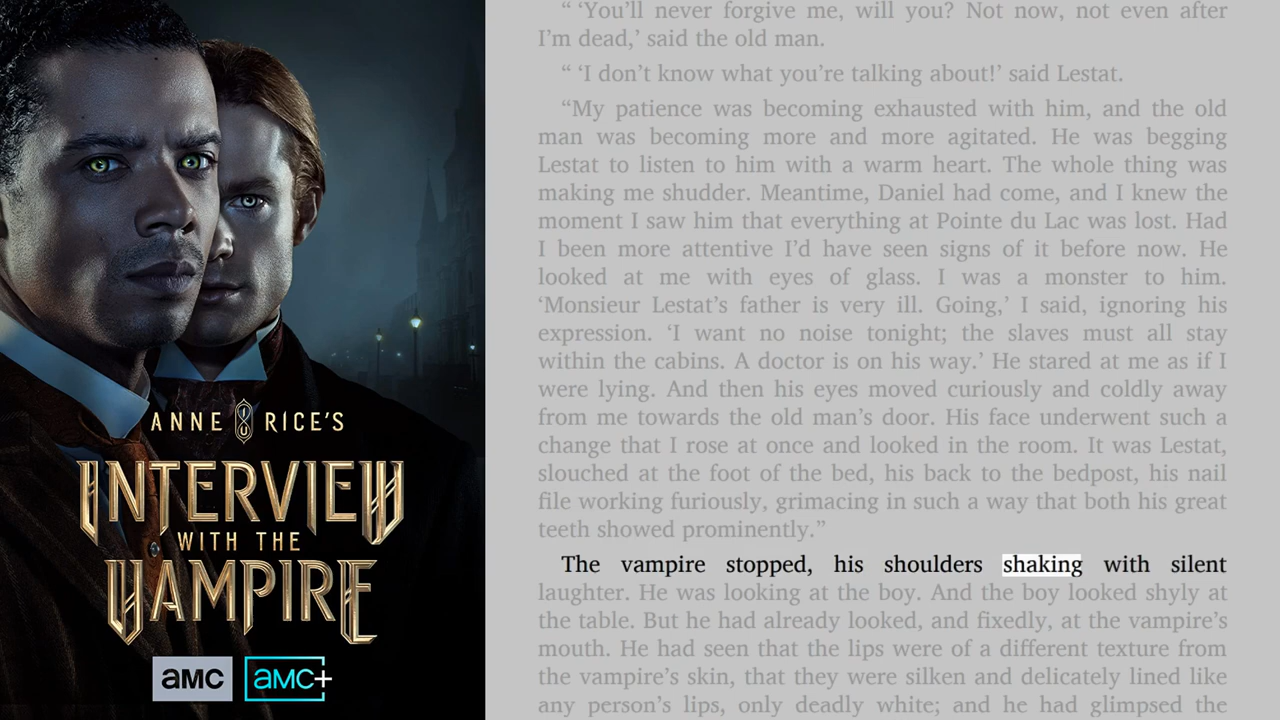 ANNE RICE'S
INTERVIEW
WITH THE
VAMPIRE
amc
amc+
“ ‘You’ll never forgive me, will you? Not now, not even after
I’m dead,’ said the old man.
“ ‘I don’t know what you’re talking about!’ said Lestat.
“My patience was becoming exhausted with him, and the old
man was becoming more and more agitated. He was begging
Lestat to listen to him with a warm heart. The whole thing was
making me shudder. Meantime, Daniel had come, and I knew the
moment I saw him that everything at Pointe du Lac was lost. Had
I been more attentive I’d have seen signs of it before now. He
looked at me with eyes of glass. I was a monster to him.
‘Monsieur Lestat’s father is very ill. Going,’ I said, ignoring his
expression. ‘I want no noise tonight; the slaves must all stay
within the cabins. A doctor is on his way.’ He stared at me as if I
were lying. And then his eyes moved curiously and coldly away
from me towards the old man’s door. His face underwent such a
change that I rose at once and looked in the room. It was Lestat,
slouched at the foot of the bed, his back to the bedpost, his nail
file working furiously, grimacing in such a way that both his great
teeth showed prominently.”
The vampire stopped, his shoulders shaking with silent
laughter. He was looking at the boy. And the boy looked shyly at
the table. But he had already looked, and fixedly, at the vampire’s
mouth. He had seen that the lips were of a different texture from
the vampire’s skin, that they were silken and delicately lined like
any person’s lips, only deadly white; and he had glimpsed the